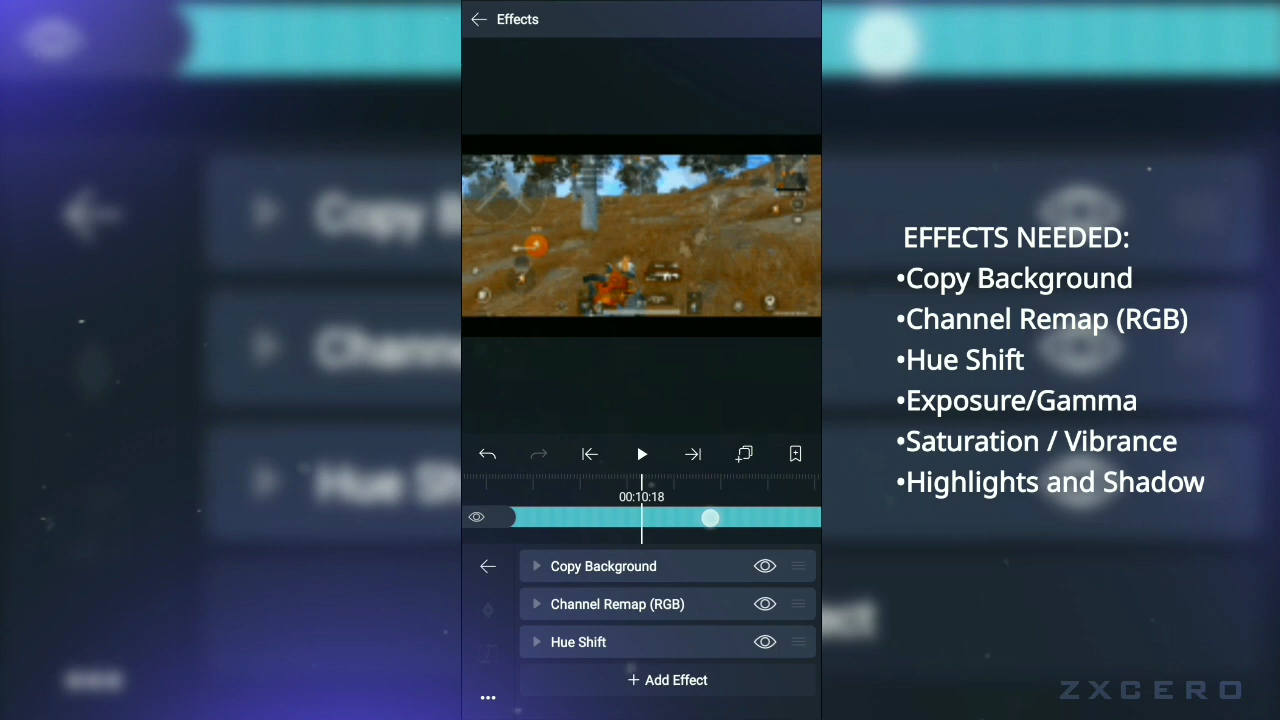 Effects
00:10:18
Copy Background
Channel Remap (RGB)
Hue Shift
+ Add Effect
EFFECTS NEEDED:
•Copy Background
•Channel Remap (RGB)
•Hue Shift
•Exposure/Gamma
•Saturation / Vibrance
•Highlights and Shadow
ZXCERO